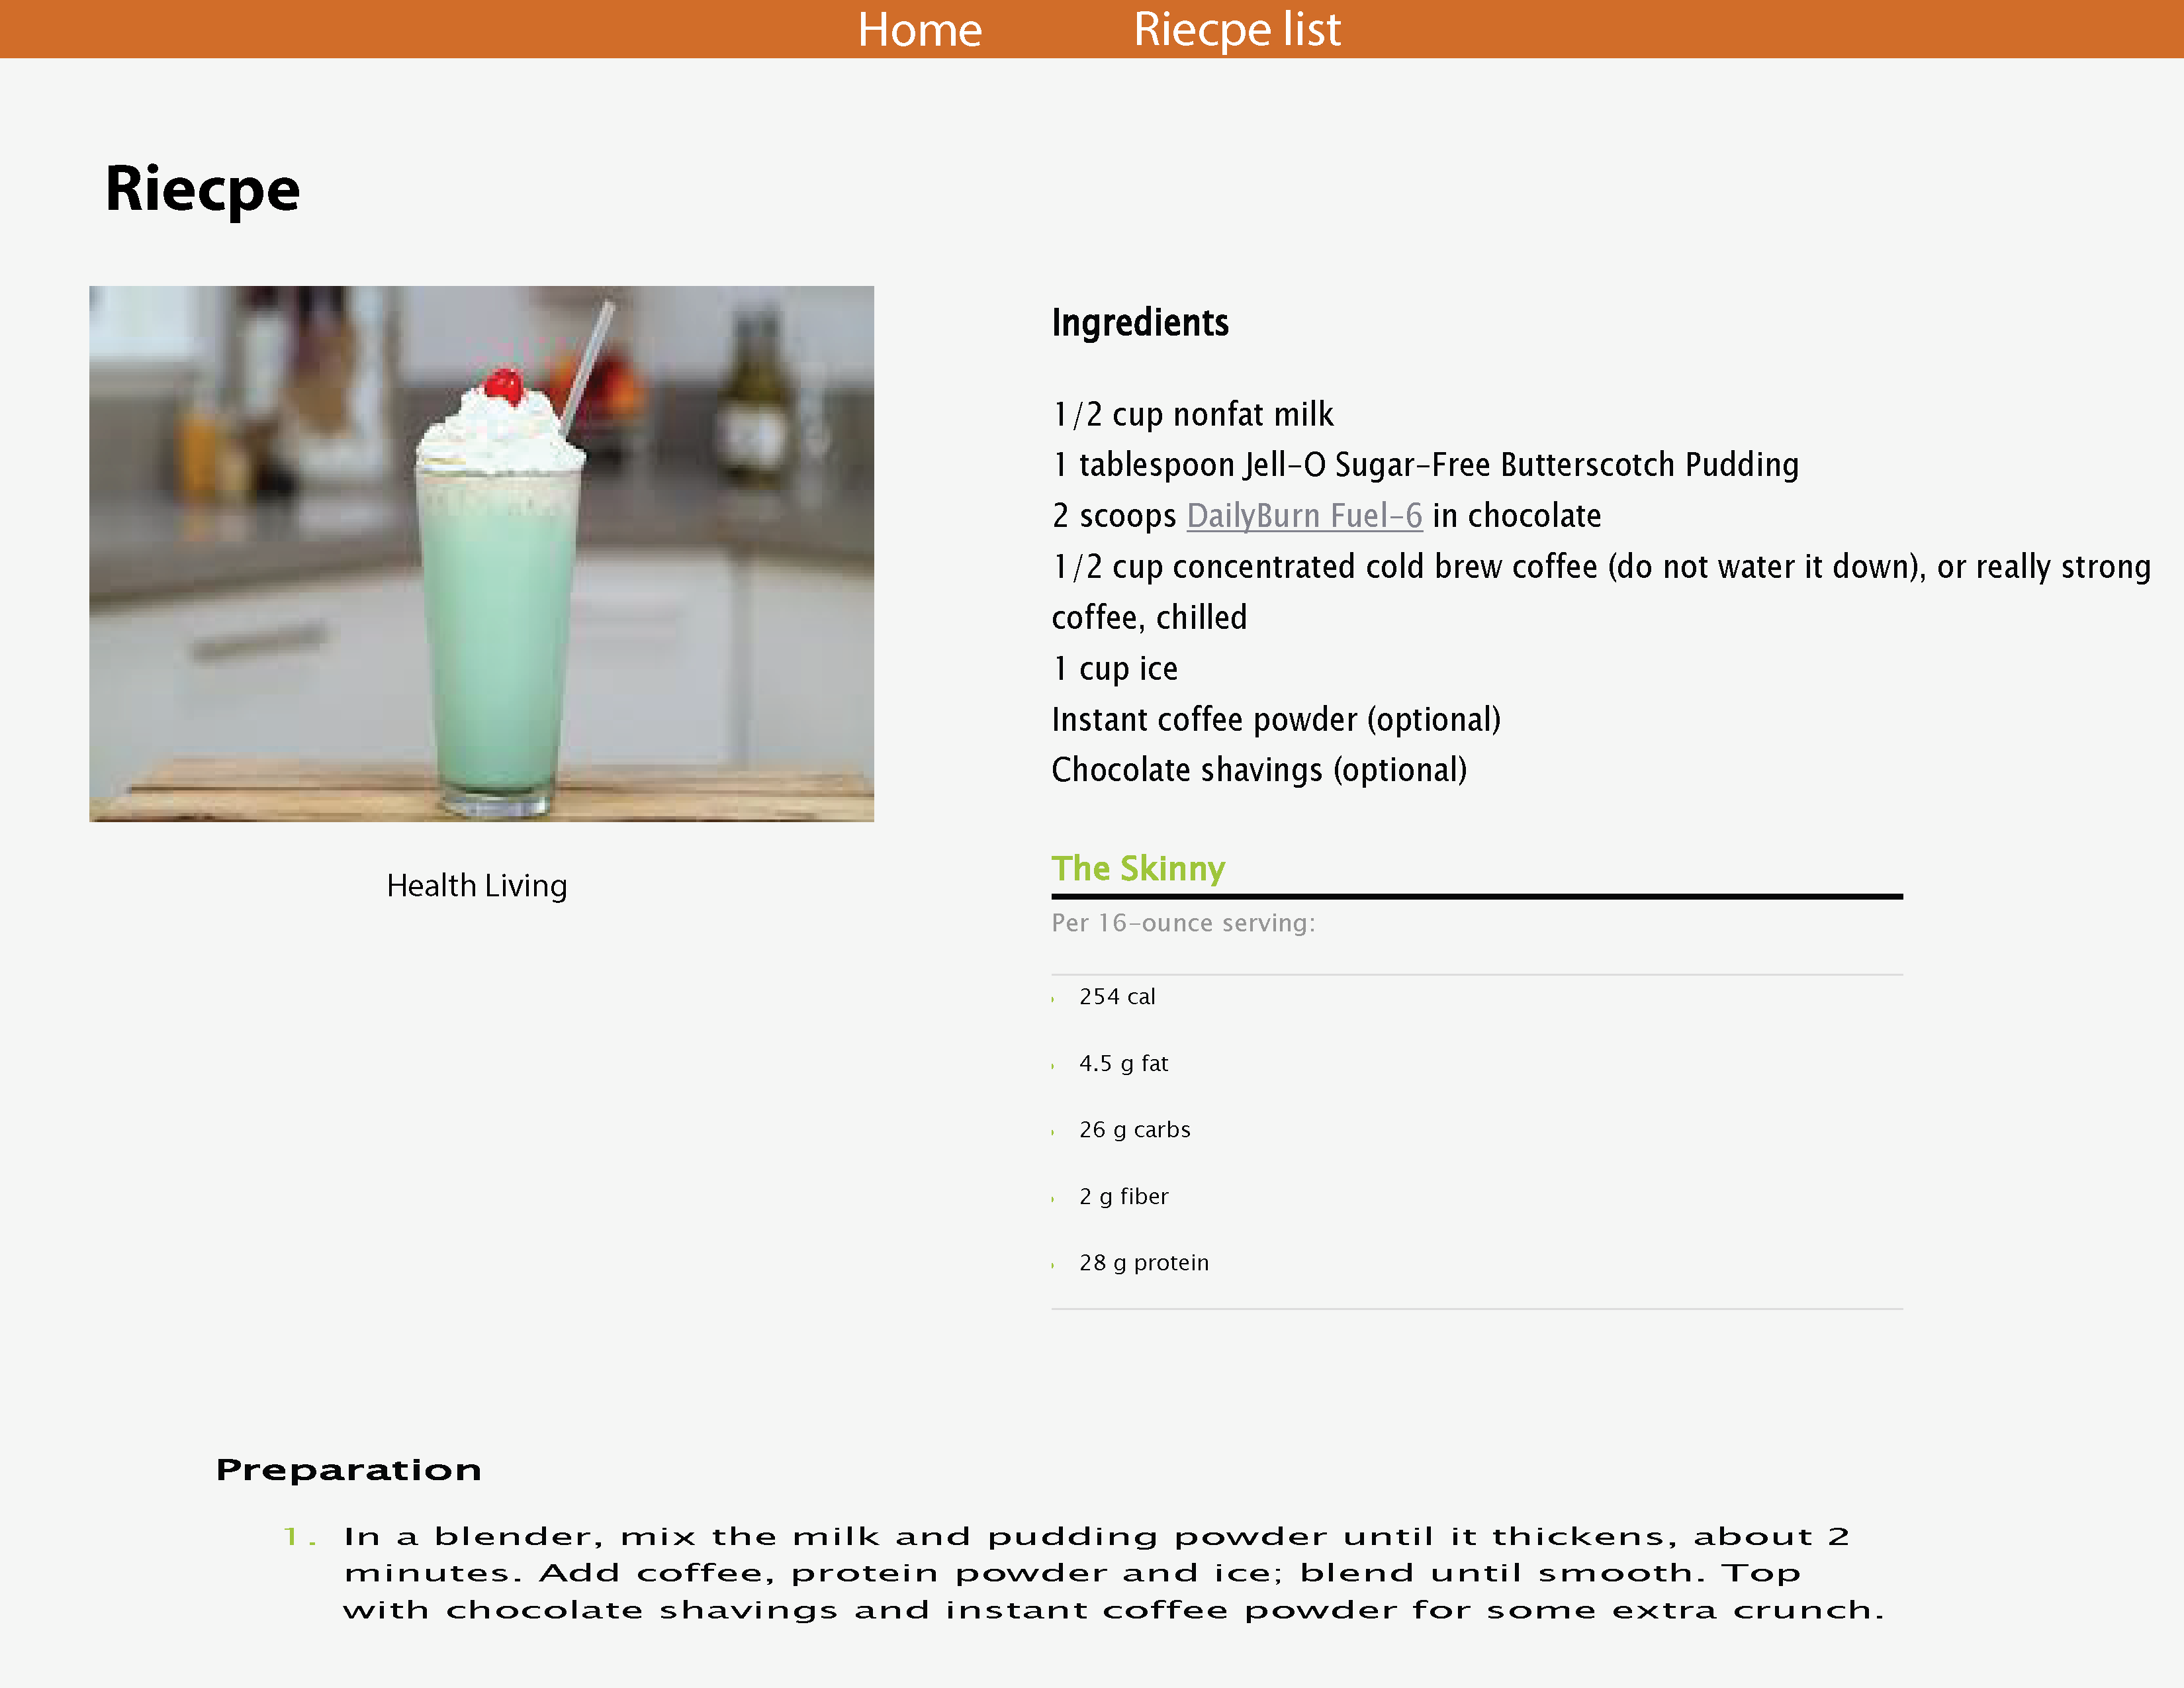 Home Riecpe list
Riecpe
Ingredients
1/2 cup nonfat milk
1 tablespoon Jell-O Sugar-Free Butterscotch Pudding
2 scoops DailyBurn Fuel-6 in chocolate
1/2 cup concentrated cold brew coffee (do not water it down), or really strong
coffee, chilled
1 cup ice
Instant coffee powder (optional)
Chocolate shavings (optional)
Health Living
The Skinny
Per 16-ounce serving:
254 cal
4.5 g fat
26 g carbs
2 g fiber
28 g protein
Preparation
1. In a blender, mix the milk and pudding powder until it thickens, about 2
minutes. Add coffee, protein powder and ice; blend until smooth. Top
with chocolate shavings and instant coffee powder for some extra crunch.